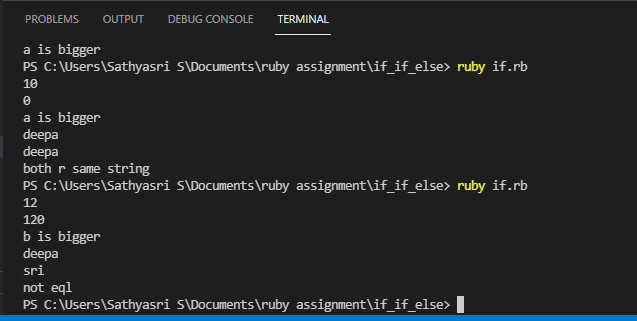 PROBLEMS OUTPUT DEBUG CONSOLE TERMINAL
a is bigger
PS C:\Users\Sathyasri S\Documents\ruby assignment\if_if_else> ruby if.rb
10
0
a is bigger
deepa
deepa
both r same string
PS C:\Users\Sathyasri S\Documents\ruby assignment\if_if_else> ruby if.rb
12
120
b is bigger
deepa
sri
not eql
PS C:\Users\Sathyasri S\Documents\ruby assignment\if_if_else>